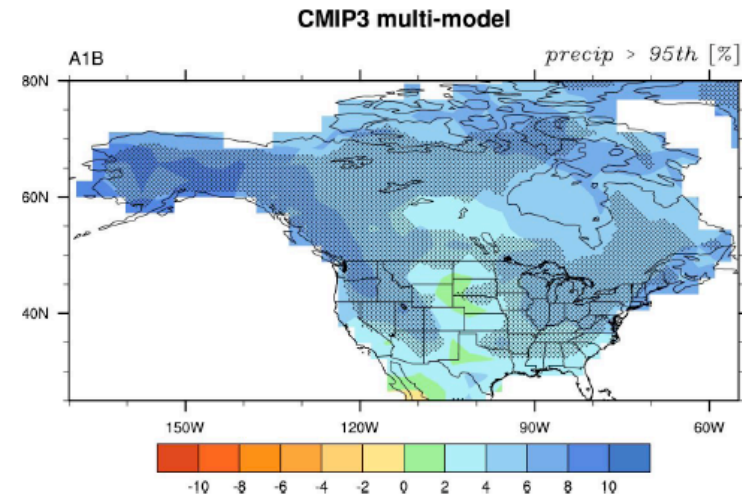 CMIP3 multi-model
A1B
precip > 95th [%]
80N
60N
40N
150W 120W 90W 60W
-10 -8 -6 -4 -2 0 2 4 6 8 10